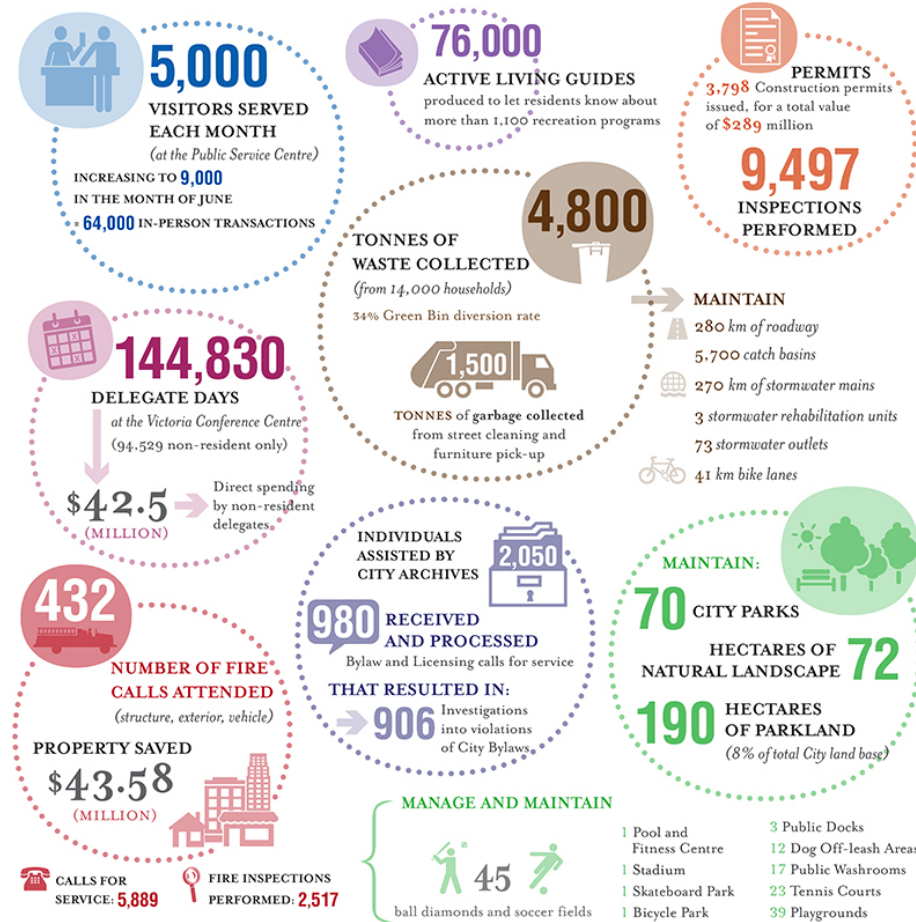 5,000
VISITORS SERVED
EACH MONTH
(at the Public Service Centre)
INCREASING TO 9,000
IN THE MONTH OF JUNE
- 64,000 IN-PERSON TRANSACTIONS
76,000
ACTIVE LIVING GUIDES
produced to let residents know about
more than 1,100 recreation programs
PERMITS
3,798 Construction permits
issued, for a total value
of $289 million
9,497
INSPECTIONS
PERFORMED
4,800
TONNES OF
WASTE COLLECTED
(from 14,000 households)
34% Green Bin diversion rate
1,500
TONNES of garbage collected
from street cleaning and
furniture pick-up
MAINTAIN
280 km of roadway
5,700 catch basins
270 km of stormwater mains
3 stormwater rehabilitation units
73 stormwater outlets
41 km bike lanes
144,830
DELEGATE DAYS
at the Victoria Conference Centre
(94,529 non-resident only)
$42.5
(MILLION)
Direct spending
by non-resident
delegates
INDIVIDUALS
ASSISTED BY
CITY ARCHIVES
2,050
980
RECEIVED
AND PROCESSED
Bylaw and Licensing calls for service
THAT RESULTED IN:
906
Investigations
into violations
of City Bylaws
MAINTAIN:
70 CITY PARKS
HECTARES OF
NATURAL LANDSCAPE 72
190 HECTARES
OF PARKLAND
(8% of total City land base)
432
NUMBER OF FIRE
CALLS ATTENDED
(structure, exterior, vehicle)
PROPERTY SAVED
$43.58
(MILLION)
CALLS FOR
SERVICE: 5,889
FIRE INSPECTIONS
PERFORMED: 2,517
MANAGE AND MAINTAIN
45
ball diamonds and soccer fields
1 Pool and
Fitness Centre
1 Stadium
1 Skateboard Park
1 Bicycle Park
3 Public Docks
12 Dog Off-leash Areas
17 Public Washrooms
23 Tennis Courts
39 Playgrounds